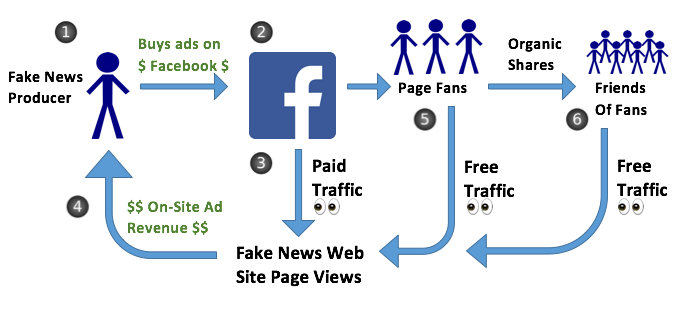 1
Fake News
Producer
Buys ads on
$ Facebook $
2
f
Page Fans
Organic
Shares
Friends
Of Fans
3
Paid
Traffic
4
$$ On-Site Ad
Revenue $$
5
Free
Traffic
6
Free
Traffic
Fake News Web
Site Page Views